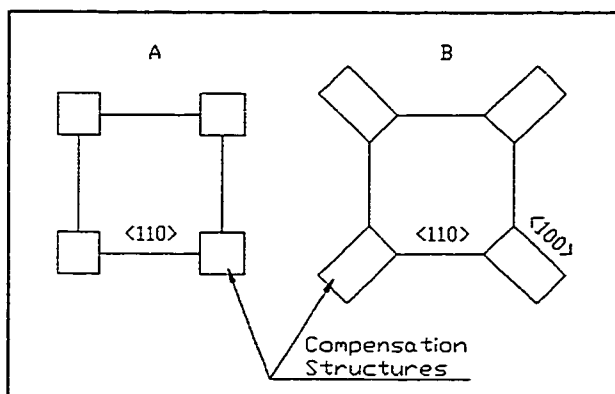 A
B
<110>
<110>
<100>
Compensation
Structures